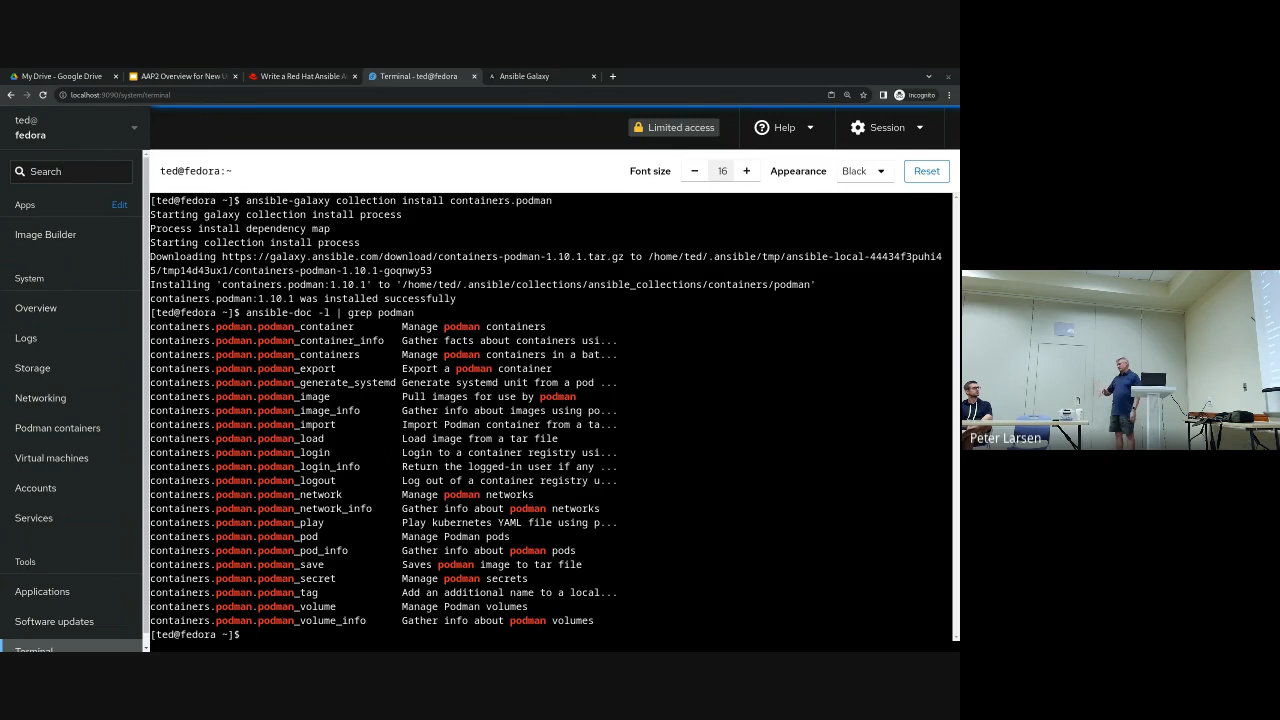 My Drive - Google Drive
AAP2 Overview for New U
Write a Red Hat Ansible A
Terminal - ted@fedora
Ansible Galaxy
localhost:9090/system/terminal
Incognito
ted@
fedora
Limited access
Help
Session
Search
ted@fedora:~
Font size
16
Appearance
Black
Reset
Apps
Edit
Image Builder
System
Overview
Logs
Storage
Networking
Podman containers
Virtual machines
Accounts
Services
Tools
Applications
Software updates
Terminal
[ted@fedora ~]$ ansible-galaxy collection install containers.podman
Starting galaxy collection install process
Process install dependency map
Starting collection install process
Downloading https://galaxy.ansible.com/download/containers-podman-1.10.1.tar.gz to /home/ted/.ansible/tmp/ansible-local-44434f3puhi4
5/tmp14d43ux1/containers-podman-1.10.1-goqnwy53
Installing 'containers.podman:1.10.1' to '/home/ted/.ansible/collections/ansible_collections/containers/podman'
containers.podman:1.10.1 was installed successfully
[ted@fedora ~]$ ansible-doc -l | grep podman
containers.podman.podman_container Manage podman containers
containers.podman.podman_container_info Gather facts about containers usi...
containers.podman.podman_containers Manage podman containers in a bat...
containers.podman.podman_export Export a podman container
containers.podman.podman_generate_systemd Generate systemd unit from a pod ...
containers.podman.podman_image Pull images for use by podman
containers.podman.podman_image_info Gather info about images using po...
containers.podman.podman_import Import Podman container from a ta...
containers.podman.podman_load Load image from a tar file
containers.podman.podman_login Login to a container registry usi...
containers.podman.podman_login_info Return the logged-in user if any ...
containers.podman.podman_logout Log out of a container registry u...
containers.podman.podman_network Manage podman networks
containers.podman.podman_network_info Gather info about podman networks
containers.podman.podman_play Play kubernetes YAML file using p...
containers.podman.podman_pod Manage Podman pods
containers.podman.podman_pod_info Gather info about podman pods
containers.podman.podman_save Saves podman image to tar file
containers.podman.podman_secret Manage podman secrets
containers.podman.podman_tag Add an additional name to a local...
containers.podman.podman_volume Manage Podman volumes
containers.podman.podman_volume_info Gather info about podman volumes
[ted@fedora ~]$
Peter Larsen